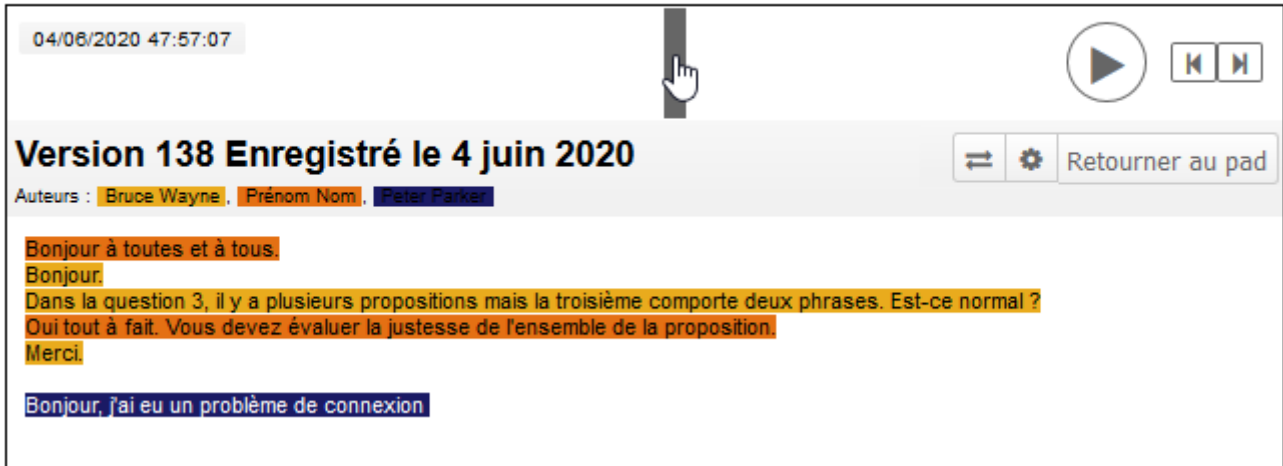 04/06/2020 47:57:07
Version 138 Enregistré le 4 juin 2020
Retourner au pad
Auteurs : Bruce Wayne, Prénom Nom, Peter Parker
Bonjour à toutes et à tous.
Bonjour.
Dans la question 3, il y a plusieurs propositions mais la troisième comporte deux phrases. Est-ce normal ?
Oui tout à fait. Vous devez évaluer la justesse de l'ensemble de la proposition.
Merci.
Bonjour, j'ai eu un problème de connexion